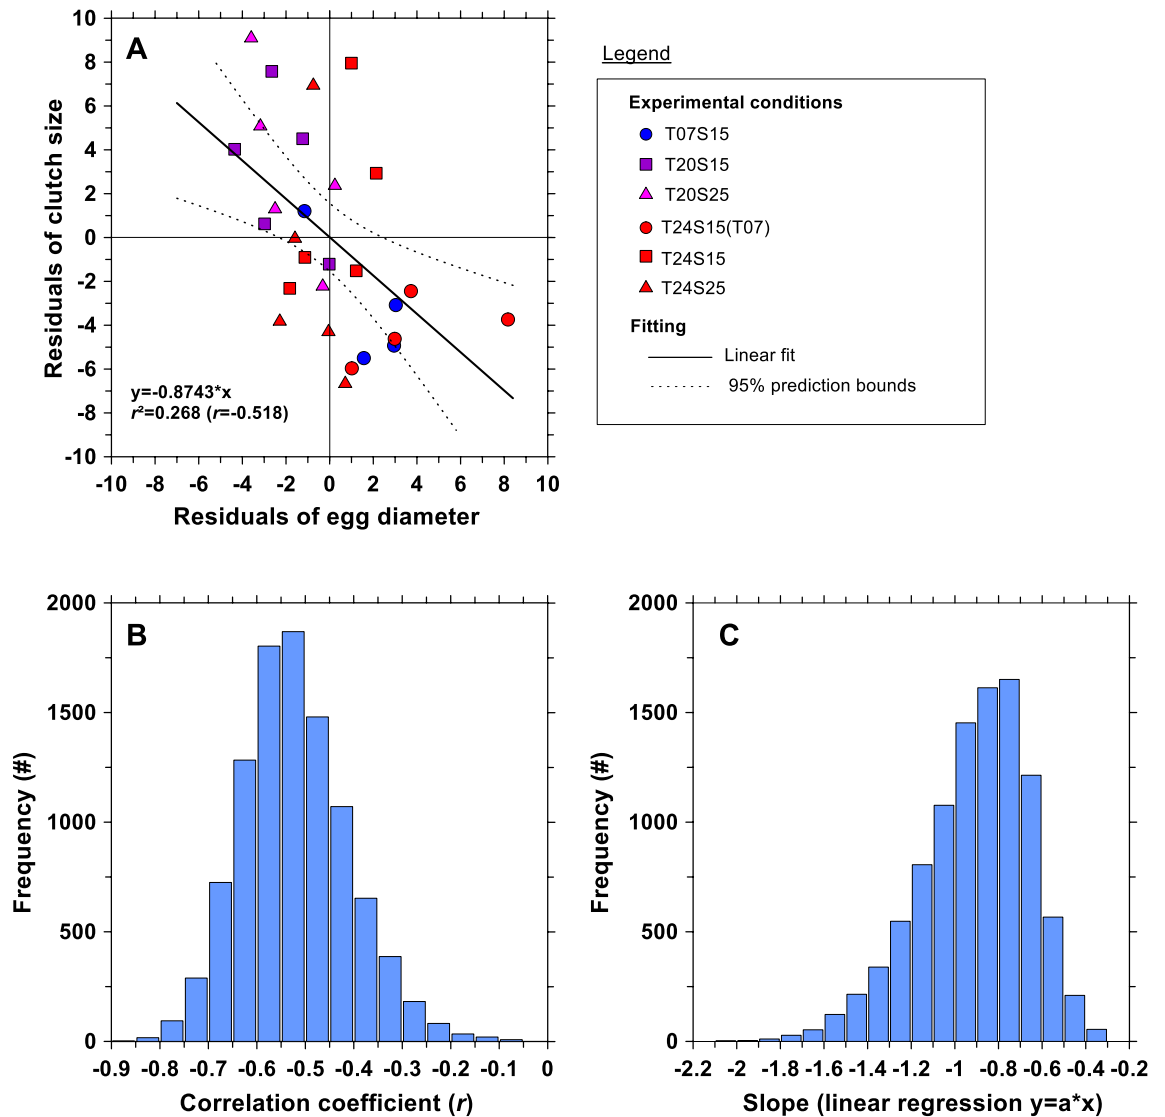 A
10
8
6
4
2
0
-2
-4
-6
-8
-10
Residuals of clutch size
y=-0.8743*x
r²=0.268 (r=-0.518)
-10 -8 -6 -4 -2 0 2 4 6 8 10
Residuals of egg diameter
Legend
Experimental conditions
T07S15
T20S15
T20S25
T24S15(T07)
T24S15
T24S25
Fitting
Linear fit
95% prediction bounds
B
2000
1500
1000
500
0
Frequency (#)
-0.9 -0.8 -0.7 -0.6 -0.5 -0.4 -0.3 -0.2 -0.1 0
Correlation coefficient (r)
C
2000
1500
1000
500
0
Frequency (#)
-2.2 -2 -1.8 -1.6 -1.4 -1.2 -1 -0.8 -0.6 -0.4 -0.2
Slope (linear regression y=a*x)